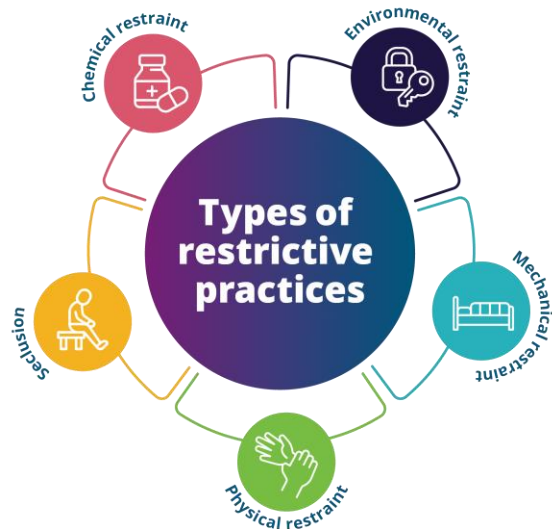 Types of
restrictive
practices
Chemical restraint
Environmental restraint
Mechanical restraint
Physical restraint
Seclusion